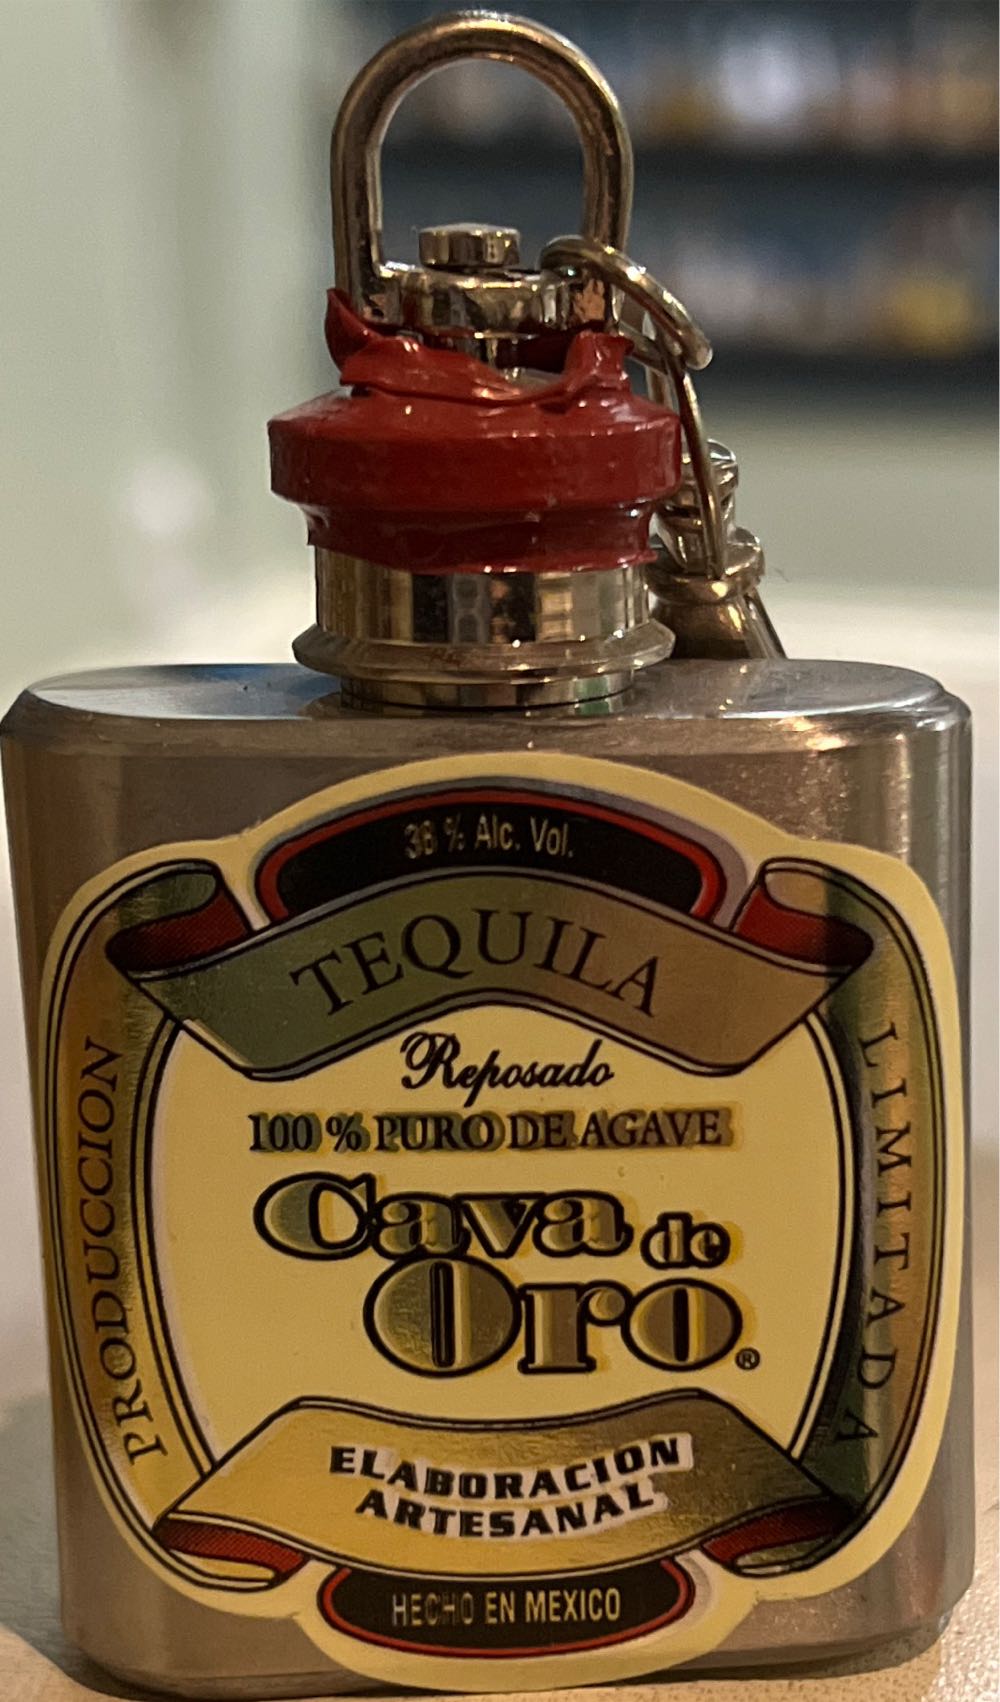 38 % Alc. Vol.
TEQUILA
Reposado
100 % PURO DE AGAVE
Cava de
Oro®
PRODUCCION
LIMITADA
ELABORACION
ARTESANAL
HECHO EN MEXICO